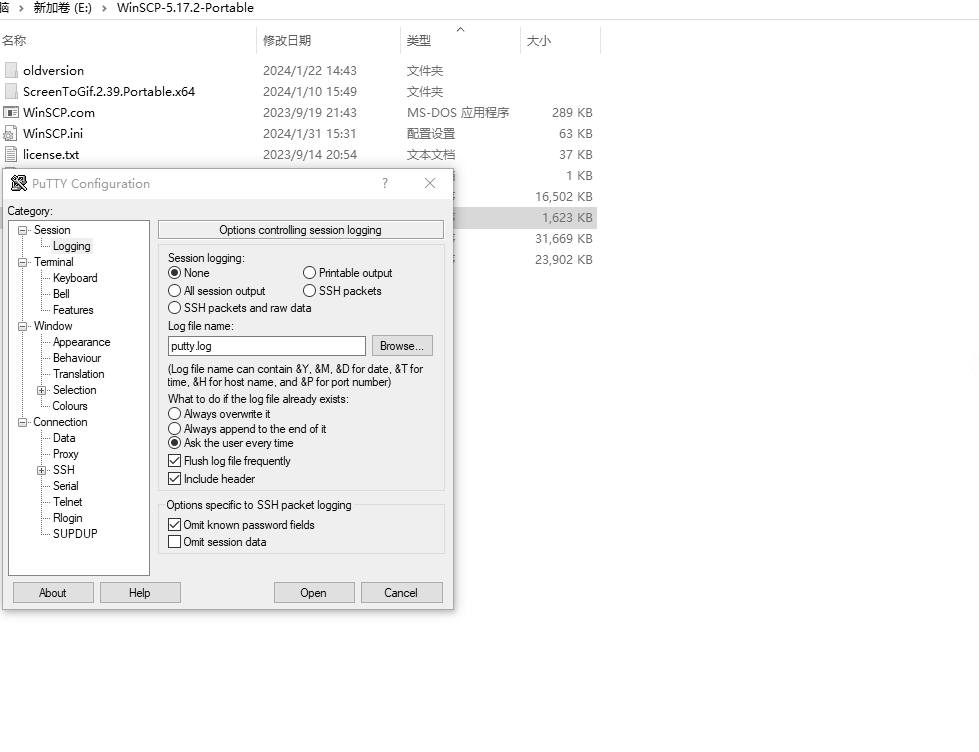 脑 › 新加卷 (E:) › WinSCP-5.17.2-Portable
名称 修改日期 类型 大小
oldversion 2024/1/22 14:43 文件夹
ScreenToGif.2.39.Portable.x64 2024/1/10 15:49 文件夹
WinSCP.com 2023/9/19 21:43 MS-DOS 应用程序 289 KB
WinSCP.ini 2024/1/31 15:31 配置设置 63 KB
license.txt 2023/9/14 20:54 文本文档 37 KB
1 KB
16,502 KB
1,623 KB
31,669 KB
23,902 KB
PuTTY Configuration ?
Category:
Session
Logging
Terminal
Keyboard
Bell
Features
Window
Appearance
Behaviour
Translation
Selection
Colours
Connection
Data
Proxy
SSH
Serial
Telnet
Rlogin
SUPDUP
Options controlling session logging
Session logging:
None Printable output
All session output SSH packets
SSH packets and raw data
Log file name:
putty.log Browse...
(Log file name can contain &Y, &M, &D for date, &T for
time, &H for host name, and &P for port number)
What to do if the log file already exists:
Always overwrite it
Always append to the end of it
Ask the user every time
Flush log file frequently
Include header
Options specific to SSH packet logging
Omit known password fields
Omit session data
About Help Open Cancel